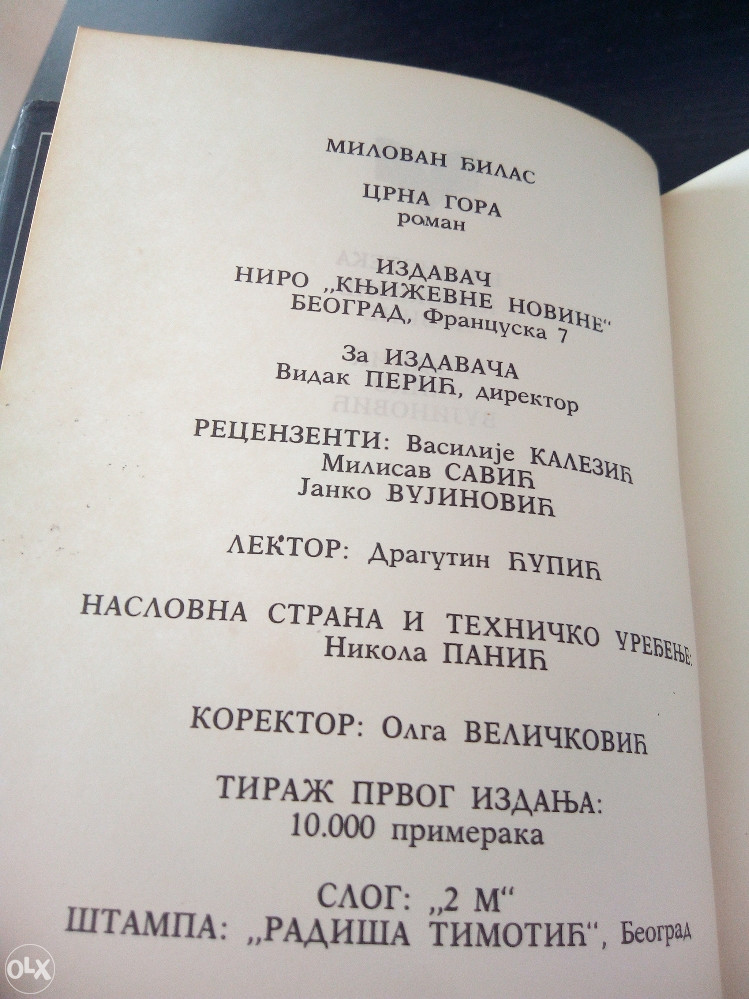 МИЛОВАН ЂИЛАС
ЦРНА ГОРА
роман
ИЗДАВАЧ
НИРО „КЊИЖЕВНЕ НОВИНЕ“
БЕОГРАД, Француска 7
За ИЗДАВАЧА
Видак ПЕРИЋ, директор
РЕЦЕНЗЕНТИ: Василије КАЛЕЗИЋ
Милисав САВИЋ
Јанко ВУЈИНОВИЋ
ЛЕКТОР: Драгутин ЋУПИЋ
НАСЛОВНА СТРАНА И ТЕХНИЧКО УРЕЂЕЊЕ:
Никола ПАНИЋ
КОРЕКТОР: Олга ВЕЛИЧКОВИЋ
ТИРАЖ ПРВОГ ИЗДАЊА:
10.000 примерака
СЛОГ: „2 М“
ШТАМПА: „РАДИША ТИМОТИЋ“, Београд
OLX